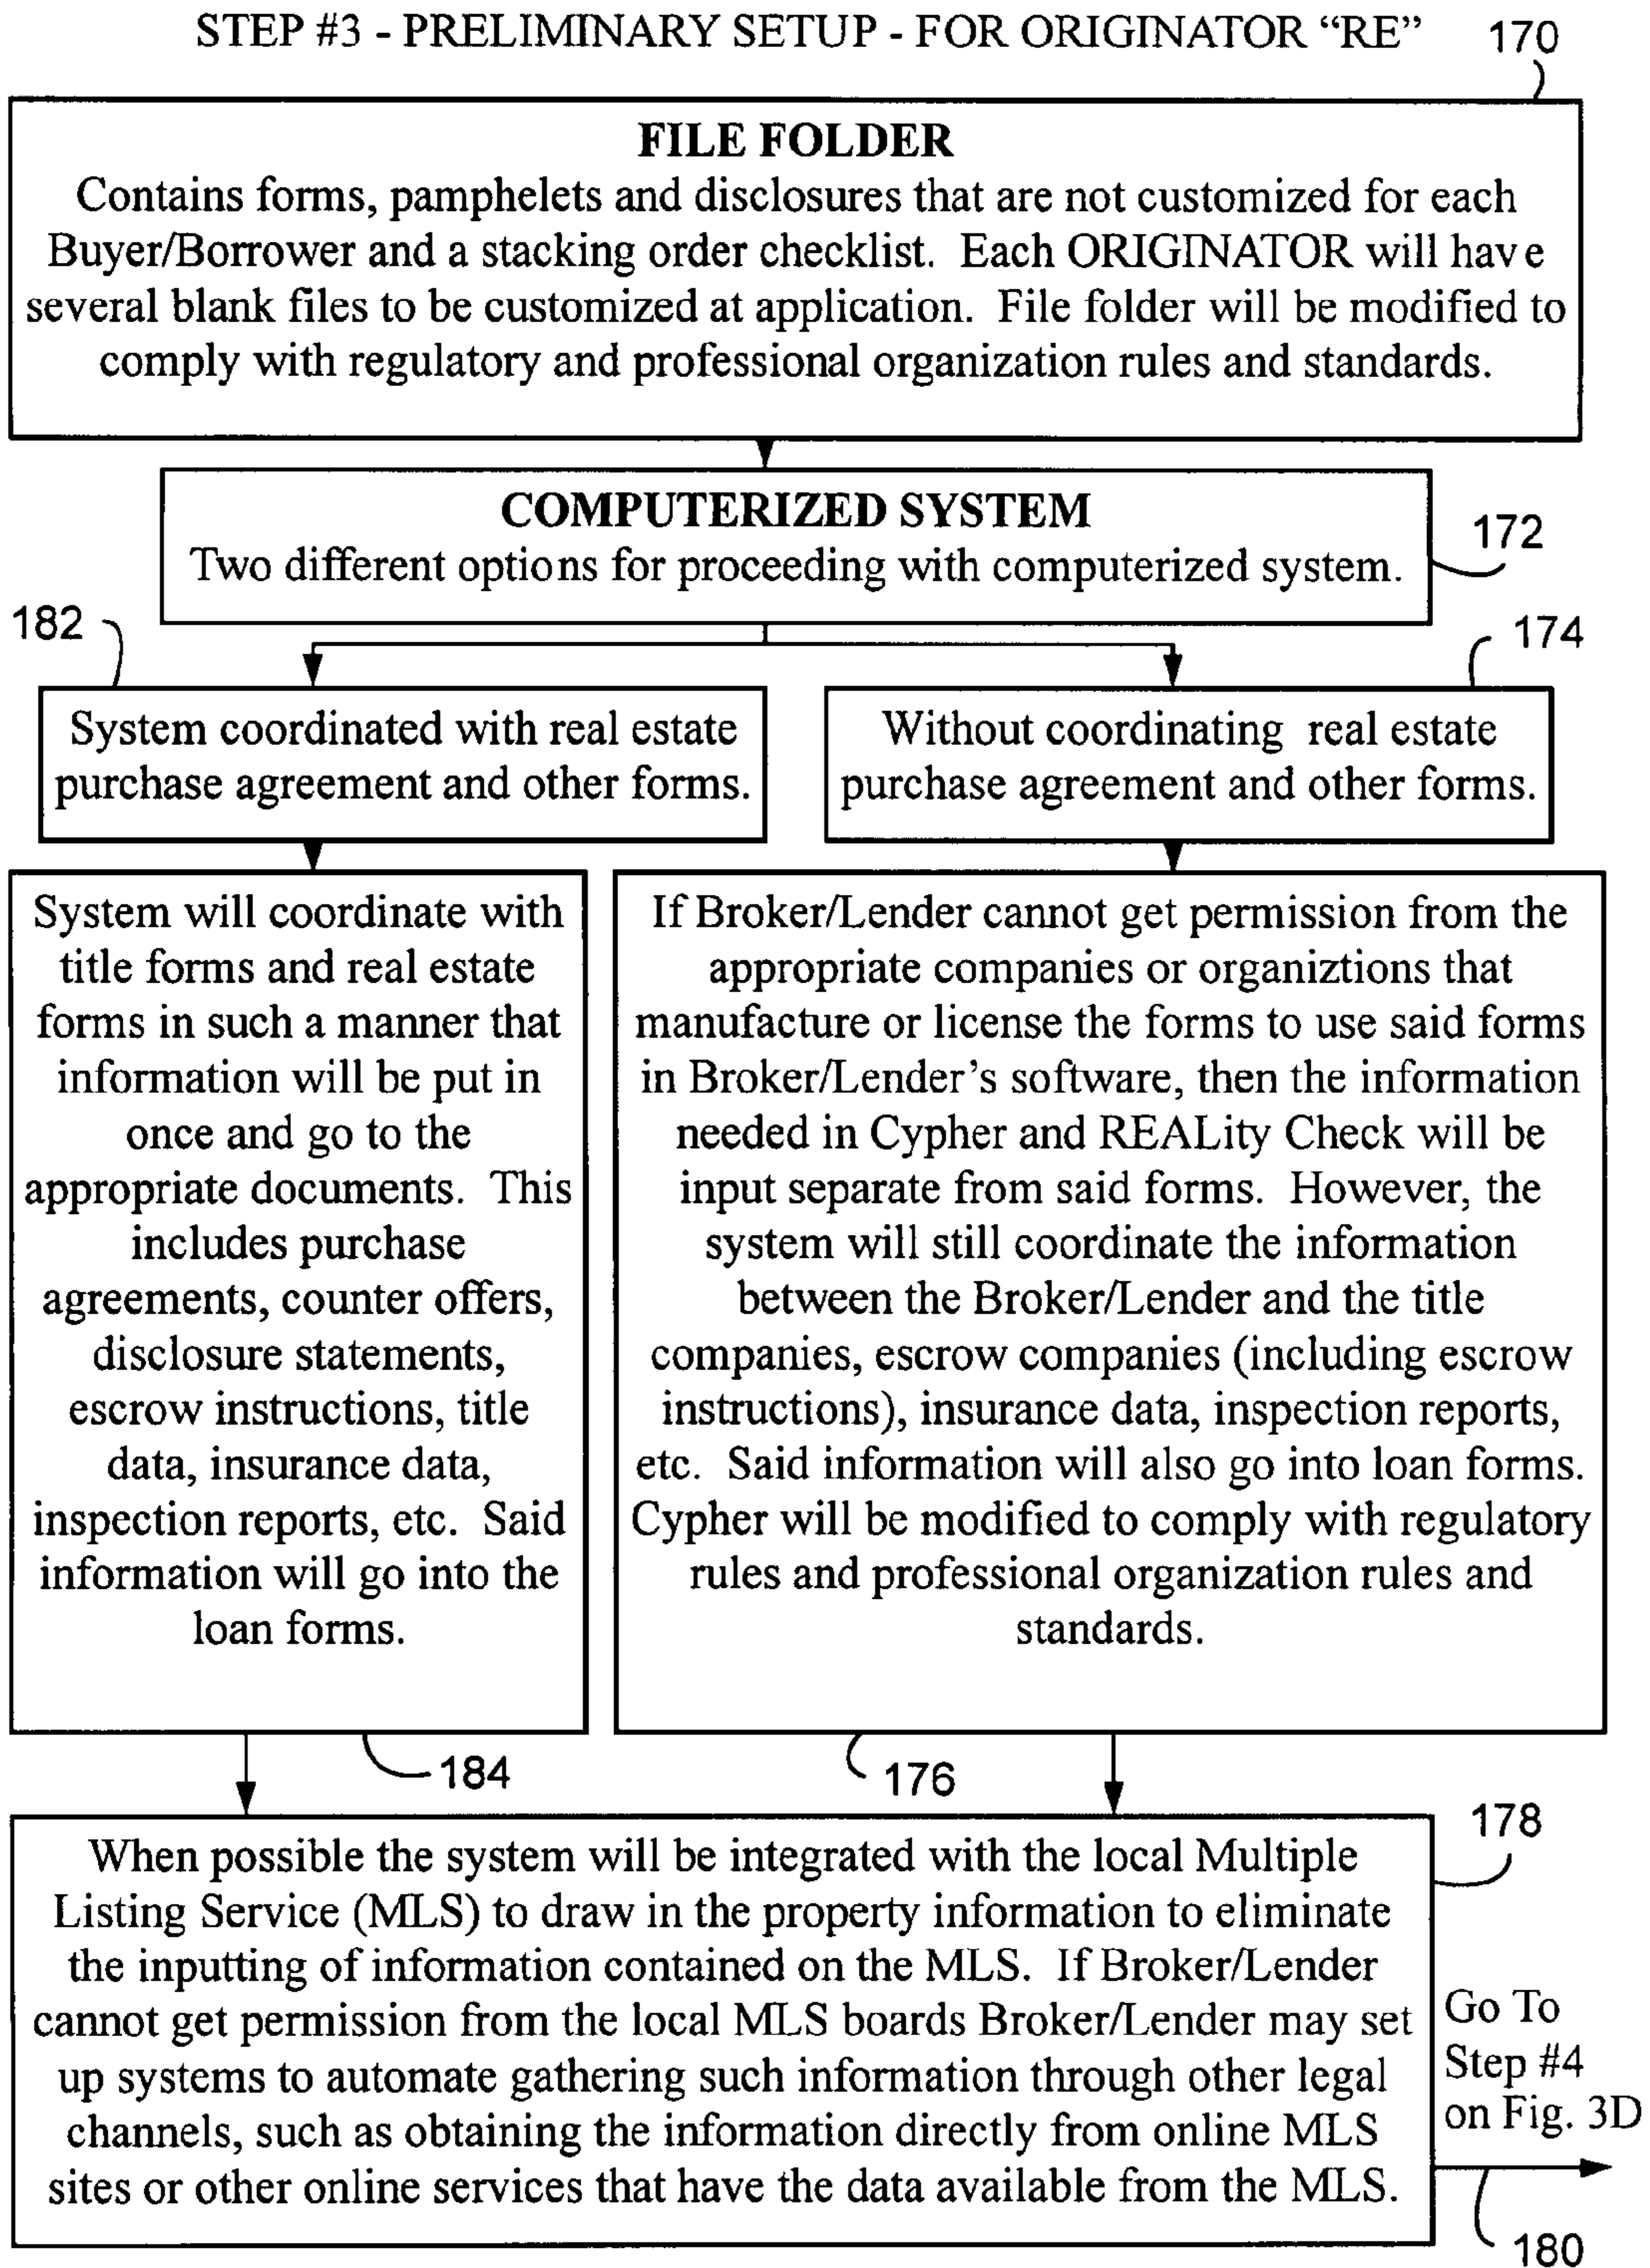 STEP #3 - PRELIMINARY SETUP - FOR ORIGINATOR “RE”
170
FILE FOLDER
Contains forms, pamphelets and disclosures that are not customized for each
Buyer/Borrower and a stacking order checklist. Each ORIGINATOR will have
several blank files to be customized at application. File folder will be modified to
comply with regulatory and professional organization rules and standards.
COMPUTERIZED SYSTEM
Two different options for proceeding with computerized system.
172
182
174
System coordinated with real estate
purchase agreement and other forms.
Without coordinating real estate
purchase agreement and other forms.
System will coordinate with
title forms and real estate
forms in such a manner that
information will be put in
once and go to the
appropriate documents. This
includes purchase
agreements, counter offers,
disclosure statements,
escrow instructions, title
data, insurance data,
inspection reports, etc. Said
information will go into the
loan forms.
If Broker/Lender cannot get permission from the
appropriate companies or organiztions that
manufacture or license the forms to use said forms
in Broker/Lender’s software, then the information
needed in Cypher and REALity Check will be
input separate from said forms. However, the
system will still coordinate the information
between the Broker/Lender and the title
companies, escrow companies (including escrow
instructions), insurance data, inspection reports,
etc. Said information will also go into loan forms.
Cypher will be modified to comply with regulatory
rules and professional organization rules and
standards.
184
176
178
When possible the system will be integrated with the local Multiple
Listing Service (MLS) to draw in the property information to eliminate
the inputting of information contained on the MLS. If Broker/Lender
cannot get permission from the local MLS boards Broker/Lender may set
up systems to automate gathering such information through other legal
channels, such as obtaining the information directly from online MLS
sites or other online services that have the data available from the MLS.
Go To
Step #4
on Fig. 3D
180